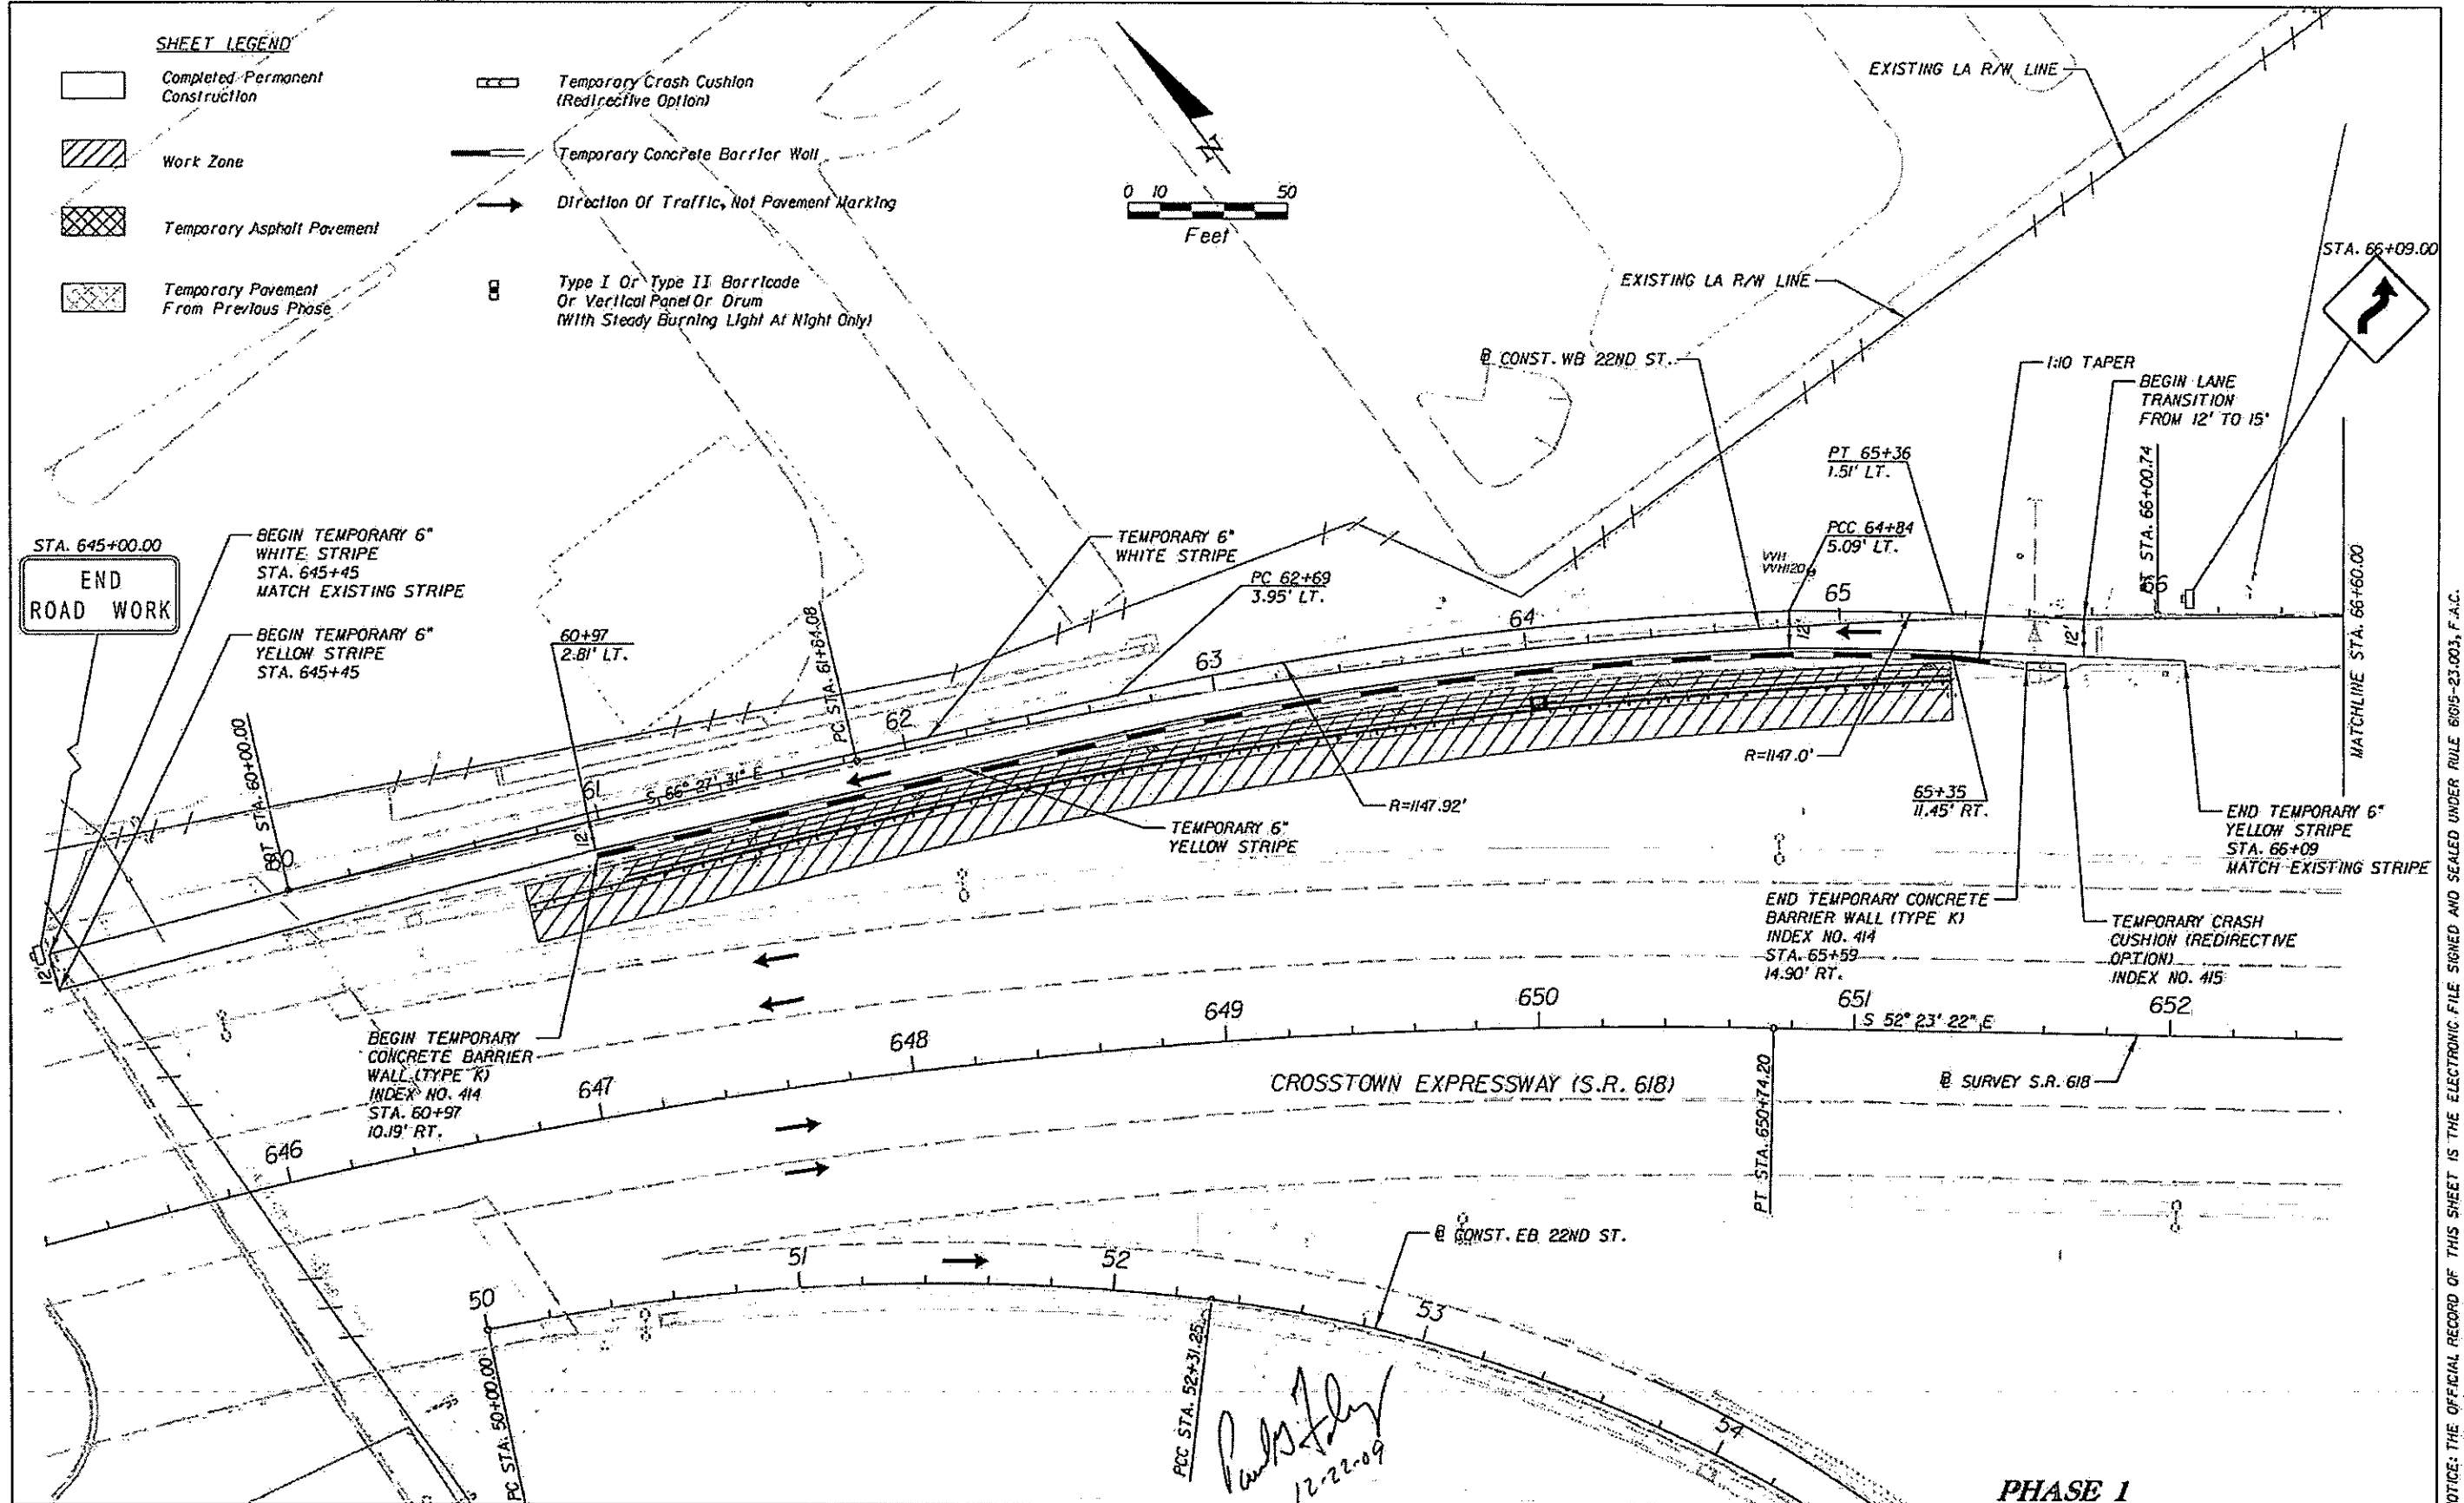 SHEET LEGEND
Completed Permanent
Construction
Work Zone
Temporary Asphalt Pavement
Temporary Pavement
From Previous Phase
Temporary Crash Cushion
(Redirective Option)
Temporary Concrete Barrier Wall
Direction Of Traffic, Not Pavement Marking
Type I Or Type II Barricade
Or Vertical Panel Or Drum
(With Steady Burning Light At Night Only)
N
0 10 50
Feet
EXISTING LA R/W LINE
EXISTING LA R/W LINE
STA. 66+09.00
℄ CONST. WB 22ND ST.
1:10 TAPER
BEGIN LANE
TRANSITION
FROM 12' TO 15'
PT 65+36
1.51' LT.
PCC 64+84
5.09' LT.
PT STA. 66+00.74
MATCHLINE STA. 66+60.00
STA. 645+00.00
END
ROAD WORK
BEGIN TEMPORARY 6"
WHITE STRIPE
STA. 645+45
MATCH EXISTING STRIPE
BEGIN TEMPORARY 6"
YELLOW STRIPE
STA. 645+45
60+97
2.81' LT.
TEMPORARY 6"
WHITE STRIPE
PC 62+69
3.95' LT.
PC STA. 61+84.08
POT STA. 60+00.00
60
61
62
63
64
65
66
12'
12'
12'
12'
S 66° 27' 31" E
R=1147.92'
R=1147.0'
TEMPORARY 6"
YELLOW STRIPE
65+35
11.45' RT.
END TEMPORARY 6"
YELLOW STRIPE
STA. 66+09
MATCH EXISTING STRIPE
END TEMPORARY CONCRETE
BARRIER WALL (TYPE K)
INDEX NO. 414
STA. 65+59
14.90' RT.
TEMPORARY CRASH
CUSHION (REDIRECTIVE
OPTION)
INDEX NO. 415
BEGIN TEMPORARY
CONCRETE BARRIER
WALL (TYPE K)
INDEX NO. 414
STA. 60+97
10.19' RT.
646
647
648
649
650
651
652
S 52° 23' 22" E
CROSSTOWN EXPRESSWAY (S.R. 618)
℄ SURVEY S.R. 618
PT STA. 650+74.20
℄ CONST. EB 22ND ST.
50
51
52
53
54
PC STA. 50+00.00
PCC STA. 52+31.25
12-22-09
PHASE 1
NOTICE: THE OFFICIAL RECORD OF THIS SHEET IS THE ELECTRONIC FILE SIGNED AND SEALED UNDER RULE 61G15-23.003, F.A.C.